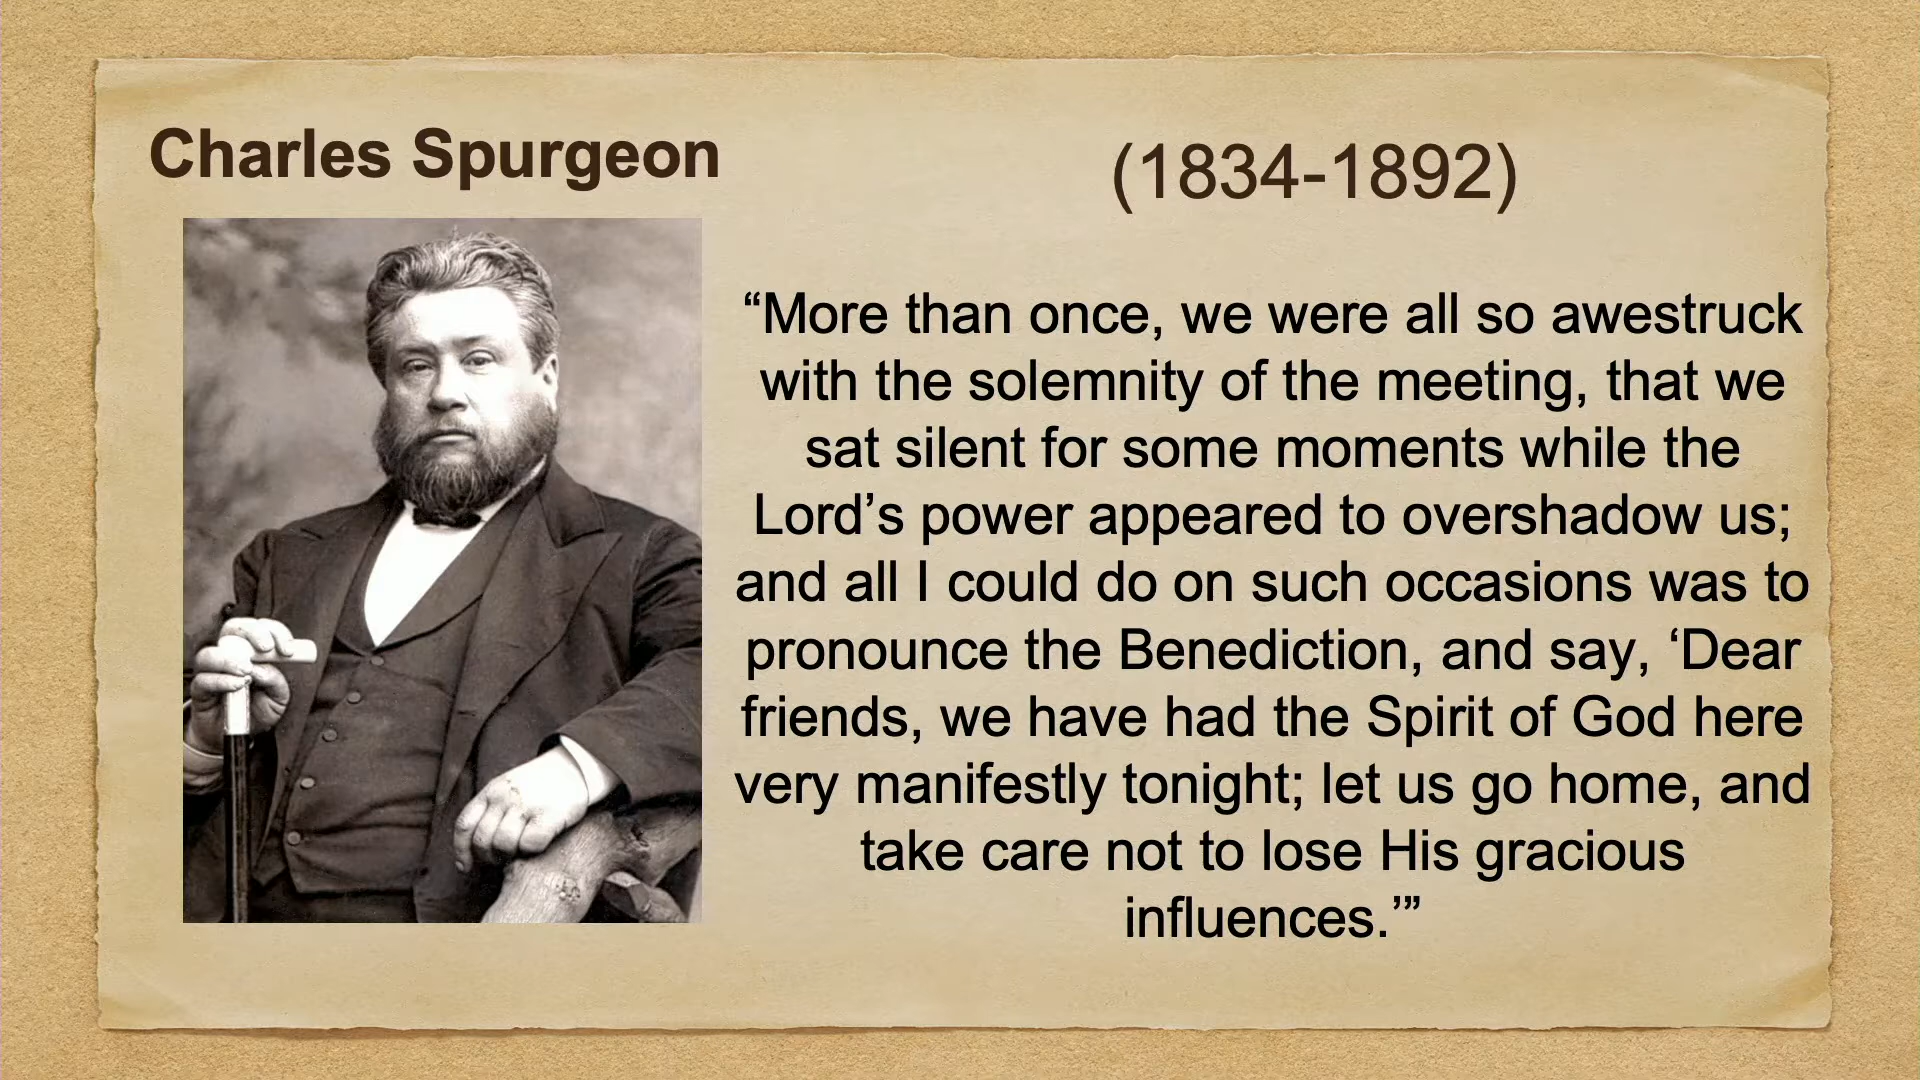 Charles Spurgeon
(1834-1892)
“More than once, we were all so awestruck
with the solemnity of the meeting, that we
sat silent for some moments while the
Lord’s power appeared to overshadow us;
and all I could do on such occasions was to
pronounce the Benediction, and say, ‘Dear
friends, we have had the Spirit of God here
very manifestly tonight; let us go home, and
take care not to lose His gracious
influences.’”